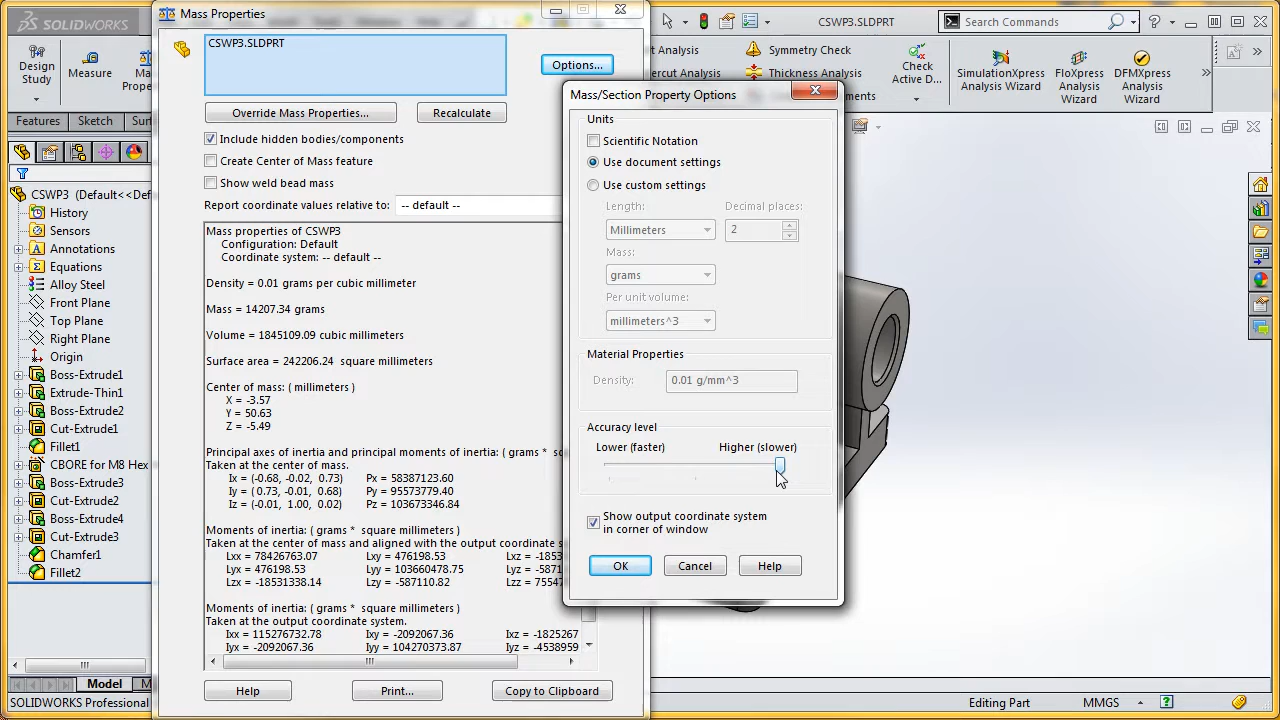 SOLIDWORKS
Mass Properties
CSWP3.SLDPRT
Search Commands
Design
Study
Measure
Features
Sketch
CSWP3.SLDPRT
Options...
Override Mass Properties...
Recalculate
Include hidden bodies/components
Create Center of Mass feature
Show weld bead mass
Report coordinate values relative to:
-- default --
Mass properties of CSWP3
Configuration: Default
Coordinate system: -- default --
Density = 0.01 grams per cubic millimeter
Mass = 14207.34 grams
Volume = 1845109.09 cubic millimeters
Surface area = 242206.24  square millimeters
Center of mass: ( millimeters )
X = -3.57
Y = 50.63
Z = -5.49
Principal axes of inertia and principal moments of inertia: ( grams * s
Taken at the center of mass.
Ix = (-0.68, -0.02, 0.73) Px = 58387123.60
Iy = ( 0.73, -0.01, 0.68) Py = 95573779.40
Iz = (-0.01, 1.00, 0.02) Pz = 103673346.84
Moments of inertia: ( grams * square millimeters )
Taken at the center of mass and aligned with the output coordinate s
Lxx = 78426763.07 Lxy = 476198.53 Lxz = -1853
Lyx = 476198.53 Lyy = 103660478.75 Lyz = -5871
Lzx = -18531338.14 Lzy = -587110.82 Lzz = 7554
Moments of inertia: ( grams * square millimeters )
Taken at the output coordinate system.
Ixx = 115276732.78 Ixy = -2092067.36 Ixz = -1825267
Iyx = -2092067.36 Iyy = 104270373.87 Iyz = -4538959
Help
Print...
Copy to Clipboard
CSWP3 (Default<<Def
History
Sensors
Annotations
Equations
Alloy Steel
Front Plane
Top Plane
Right Plane
Origin
Boss-Extrude1
Extrude-Thin1
Boss-Extrude2
Cut-Extrude1
Fillet1
CBORE for M8 Hex
Boss-Extrude3
Cut-Extrude2
Boss-Extrude4
Cut-Extrude3
Chamfer1
Fillet2
Model
SOLIDWORKS Professional
Mass/Section Property Options
Units
Scientific Notation
Use document settings
Use custom settings
Length:
Decimal places:
Millimeters
2
Mass:
grams
Per unit volume:
millimeters^3
Material Properties
Density:
0.01 g/mm^3
Accuracy level
Lower (faster)
Higher (slower)
Show output coordinate system
in corner of window
OK
Cancel
Help
Analysis
Symmetry Check
Thickness Analysis
Check
Active D...
SimulationXpress
Analysis Wizard
FloXpress
Analysis
Wizard
DFMXpress
Analysis
Wizard
Editing Part
MMGS